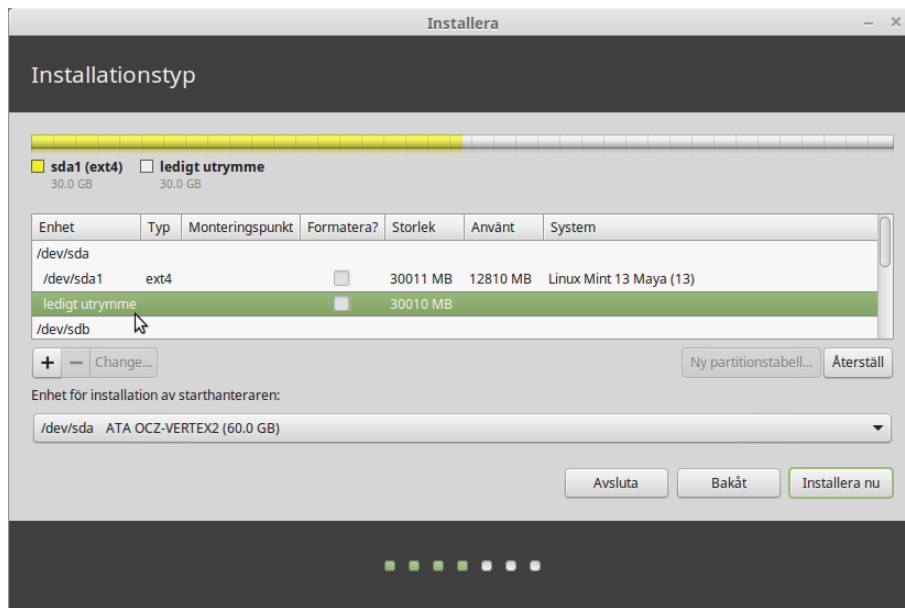 Installera
Installationstyp
sda1 (ext4) ledigt utrymme
30.0 GB 30.0 GB
Enhet Typ Monteringspunkt Formatera? Storlek Använt System
/dev/sda
/dev/sda1 ext4 30011 MB 12810 MB Linux Mint 13 Maya (13)
ledigt utrymme 30010 MB
/dev/sdb
+ − Change... Ny partitionstabell... Återställ
Enhet för installation av starthanteraren:
/dev/sda ATA OCZ-VERTEX2 (60.0 GB)
Avsluta Bakåt Installera nu